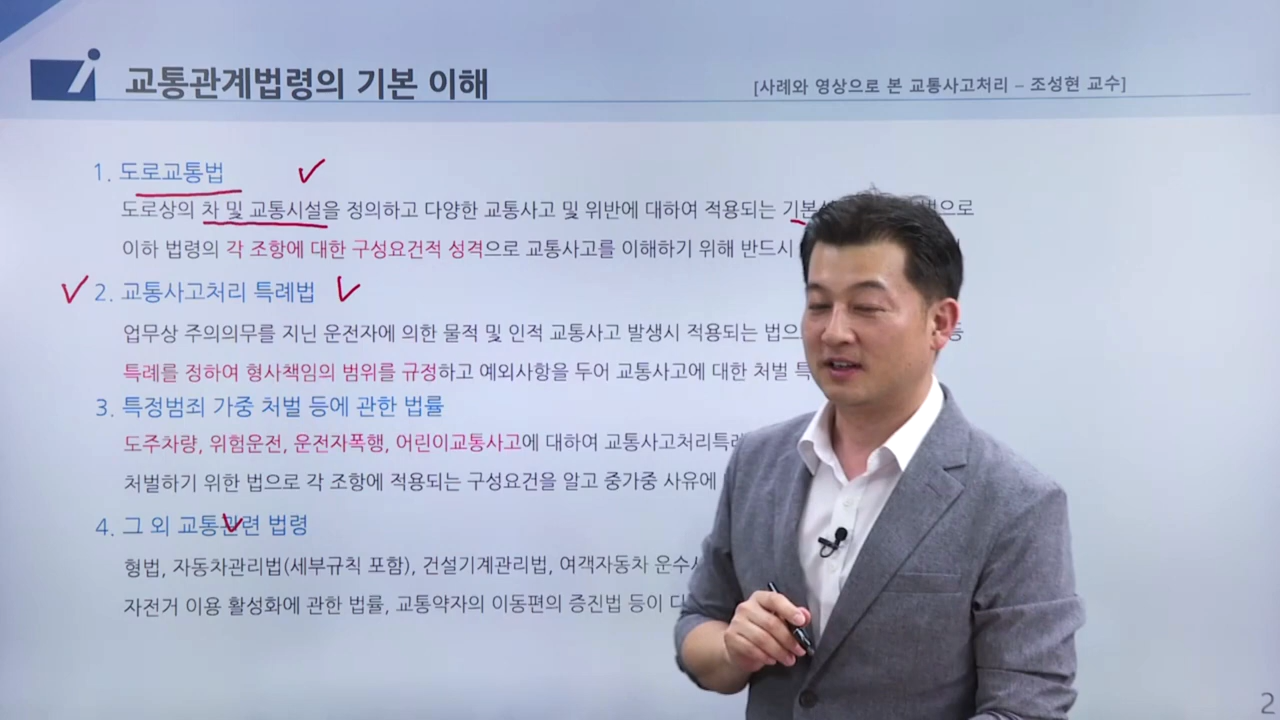 교통관계법령의 기본 이해
[사례와 영상으로 본 교통사고처리 – 조성현 교수]
1. 도로교통법
도로상의 차 및 교통시설을 정의하고 다양한 교통사고 및 위반에 대하여 적용되는 기본
이하 법령의 각 조항에 대한 구성요건적 성격으로 교통사고를 이해하기 위해 반드시
2. 교통사고처리 특례법
업무상 주의의무를 지닌 운전자에 의한 물적 및 인적 교통사고 발생시 적용되는 법으 등
특례를 정하여 형사책임의 범위를 규정하고 예외사항을 두어 교통사고에 대한 처벌 특
3. 특정범죄 가중 처벌 등에 관한 법률
도주차량, 위험운전, 운전자폭행, 어린이교통사고에 대하여 교통사고처리특례
처벌하기 위한 법으로 각 조항에 적용되는 구성요건을 알고 중가중 사유에
4. 그 외 교통관련 법령
형법, 자동차관리법(세부규칙 포함), 건설기계관리법, 여객자동차 운수
자전거 이용 활성화에 관한 법률, 교통약자의 이동편의 증진법 등이 다
2